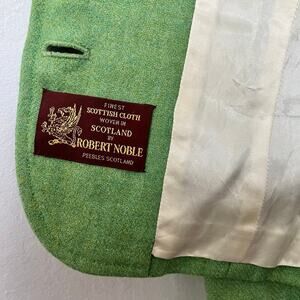 FINEST
SCOTTISH CLOTH
WOVEN IN
SCOTLAND
BY
ROBERT NOBLE
PEEBLES SCOTLAND